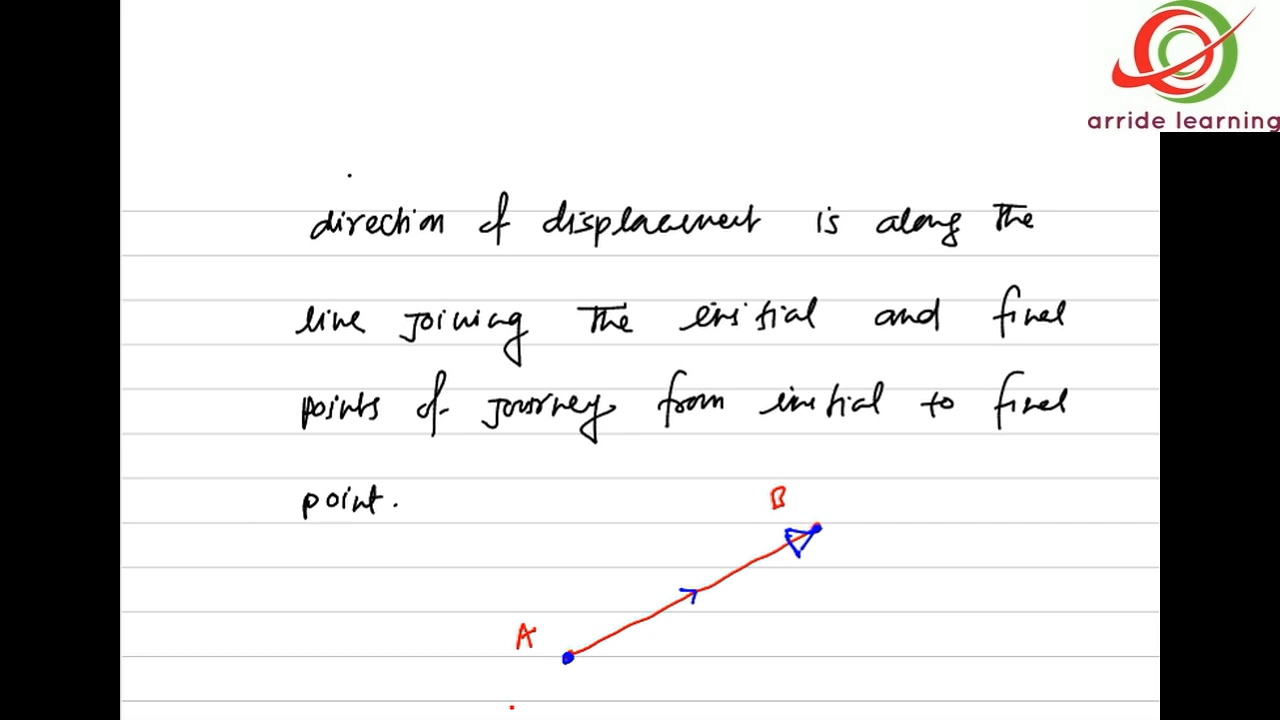 arride learning
direction of displacement is along the
line joining the initial and final
points of journey from initial to final
point.
B
A